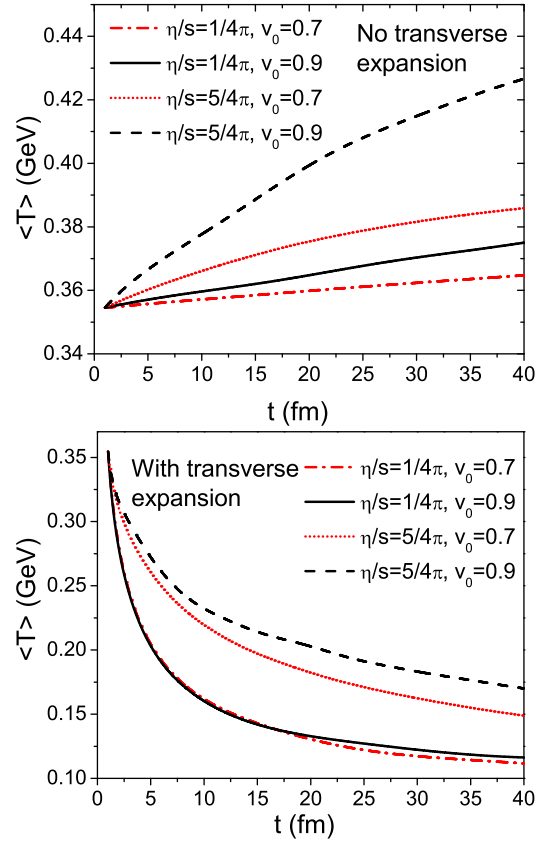 0.44
0.42
0.40
0.38
0.36
0.34
<T> (GeV)
η/s=1/4π, v₀=0.7
η/s=1/4π, v₀=0.9
η/s=5/4π, v₀=0.7
η/s=5/4π, v₀=0.9
No transverse
expansion
0 5 10 15 20 25 30 35 40
t (fm)
0.35
0.30
0.25
0.20
0.15
0.10
<T> (GeV)
With transverse
expansion
η/s=1/4π, v₀=0.7
η/s=1/4π, v₀=0.9
η/s=5/4π, v₀=0.7
η/s=5/4π, v₀=0.9
0 5 10 15 20 25 30 35 40
t (fm)